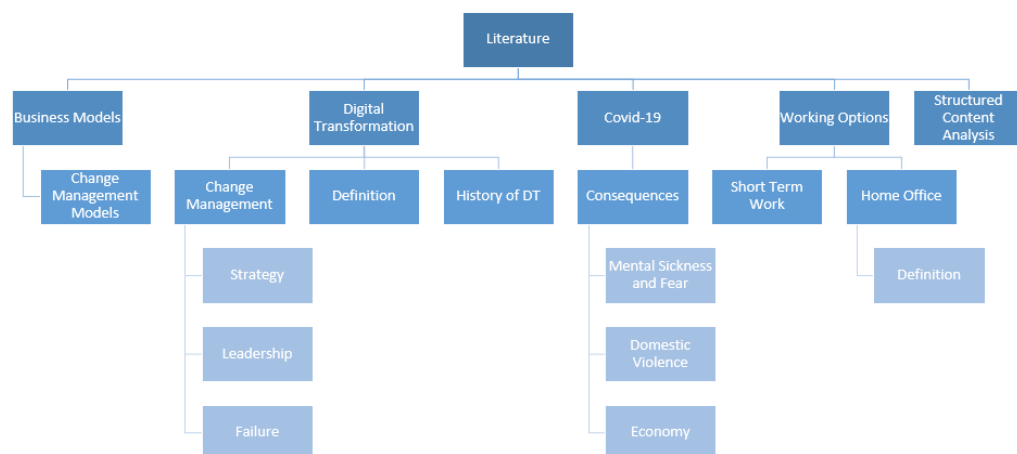 Literature
Business Models
Digital
Transformation
Covid-19
Working Options
Structured
Content
Analysis
Change
Management
Models
Change
Management
Definition
History of DT
Consequences
Short Term
Work
Home Office
Strategy
Mental Sickness
and Fear
Definition
Leadership
Domestic
Violence
Failure
Economy